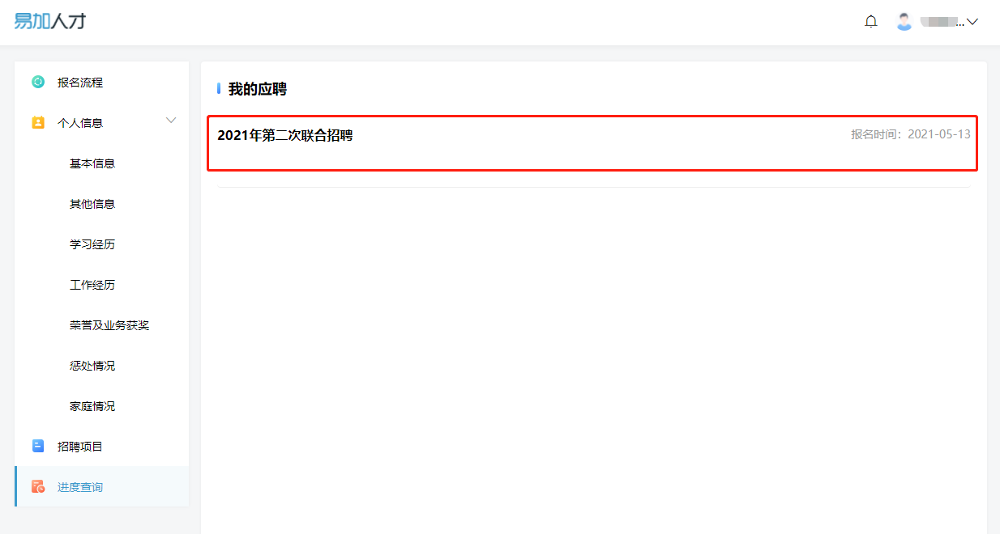 易加人才
...
报名流程
个人信息
基本信息
其他信息
学习经历
工作经历
荣誉及业务获奖
惩处情况
家庭情况
招聘项目
进度查询
我的应聘
2021年第二次联合招聘
报名时间：2021-05-13